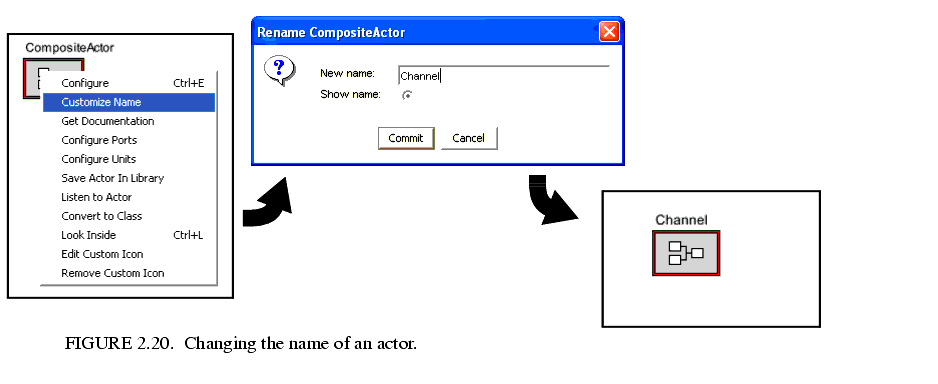 CompositeActor
Configure Ctrl+E
Customize Name
Get Documentation
Configure Ports
Configure Units
Save Actor In Library
Listen to Actor
Convert to Class
Look Inside Ctrl+L
Edit Custom Icon
Remove Custom Icon
Rename CompositeActor
New name: Channel
Show name:
Commit Cancel
Channel
FIGURE 2.20. Changing the name of an actor.